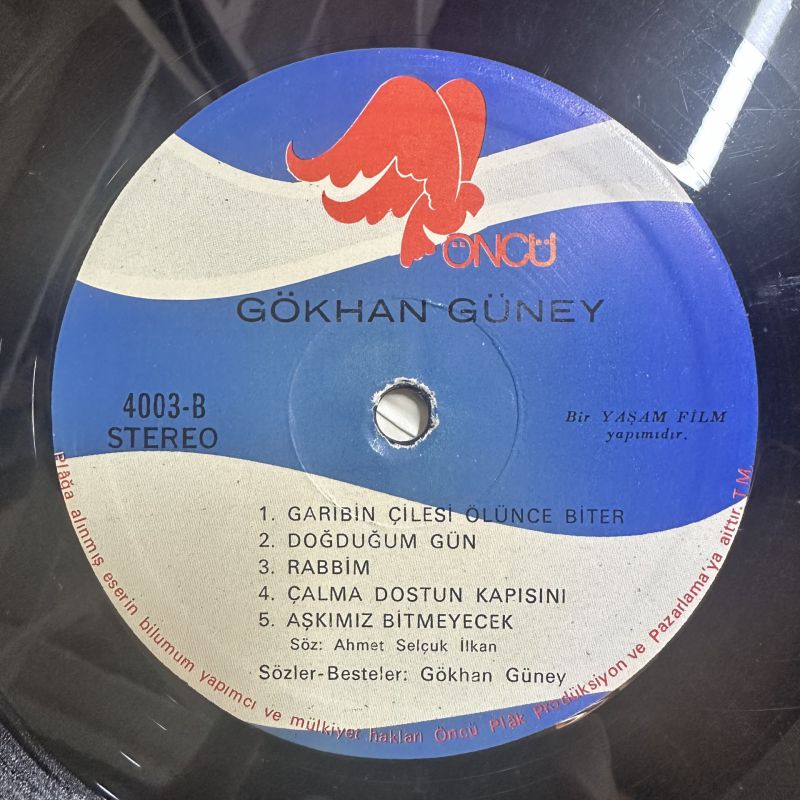 ÖNCÜ
GÖKHAN GÜNEY
4003-B
STEREO
Bir YAŞAM FİLM
yapımıdır.
1. GARİBİN ÇİLESİ ÖLÜNCE BİTER
2. DOĞDUĞUM GÜN
3. RABBİM
4. ÇALMA DOSTUN KAPISINI
5. AŞKIMIZ BİTMEYECEK
Söz: Ahmet Selçuk İlkan
Sözler-Besteler: Gökhan Güney
Plâğa alınmış eserin bilumum yapımcı ve mülkiyet hakları Öncü Plâk Prodüksiyon ve Pazarlama'ya aittir. T.M.